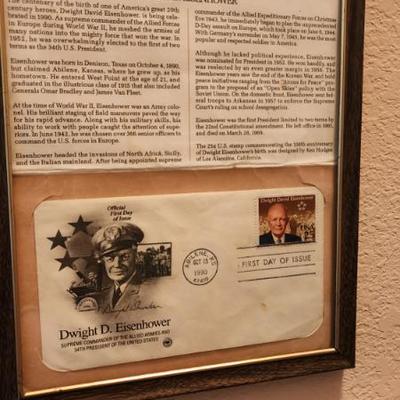 EISENHOWER
The centenary of the birth of one of America's 20th
century heroes, Dwight David Eisenhower, is being cele-
brated in 1990. As supreme commander of the Allied Forces
during World War II, he meshed the armies of
many nations into the mighty force that won the war. In
1952, he was overwhelmingly elected to the first of two
terms as the 34th U.S. President.
Eisenhower was born in Denison, Texas on October 4, 1890,
but claimed Abilene, Kansas, where he grew up, as his
hometown. He entered West Point at the age of 21, and
graduated in the illustrious class of 1915 that also included
Generals Omar Bradley and James Van Fleet.
At the time of World War II, Eisenhower was an Army colo-
nel. His brilliant staging of field maneuvers paved the way
for his rapid advance. Along with his military skills, his
ability to work with people caught the attention of supe-
riors. In June 1942, he was chosen over 366 senior officers to
command the U.S. forces in Europe.
Eisenhower headed the invasions of North Africa, Sicily,
and the Italian mainland. After being appointed supreme
commander of the Allied Expeditionary Forces on Christmas
Eve 1943, he immediately began to plan the unprecedented
D-Day assault on Europe, which took place on June 6, 1944.
With Germany's surrender on May 7, 1945, he was the most
popular and respected soldier in America.
Although he lacked political experience, Eisenhower was
nominated for President in 1952. He won handily, and
was reelected by an even greater margin in 1956. The
Eisenhower years saw the end of the Korean War, and bold
peace initiatives ranging from the "Atoms for Peace" pro-
gram to the proposal of an "Open Skies" policy with the
Soviet Union. On the domestic front, Eisenhower sent fed-
eral troops to Arkansas in 1957 to enforce the Supreme
Court's ruling on school desegregation.
Eisenhower was the first President limited to two terms by
the 22nd Constitutional amendment. He left office in 1961,
and died on March 28, 1969.
The 25¢ U.S. stamp commemorating the 100th anniversary
of Dwight Eisenhower's birth was designed by Ken Hodges
of Los Alamitos, California.
Official
First Day
of Issue
Dwight David Eisenhower
ABILENE, KS
OCT 13
1990
67410
FIRST DAY OF ISSUE
Dwight D. Eisenhower
SUPREME COMMANDER OF THE ALLIED ARMIES AND
34TH PRESIDENT OF THE UNITED STATES